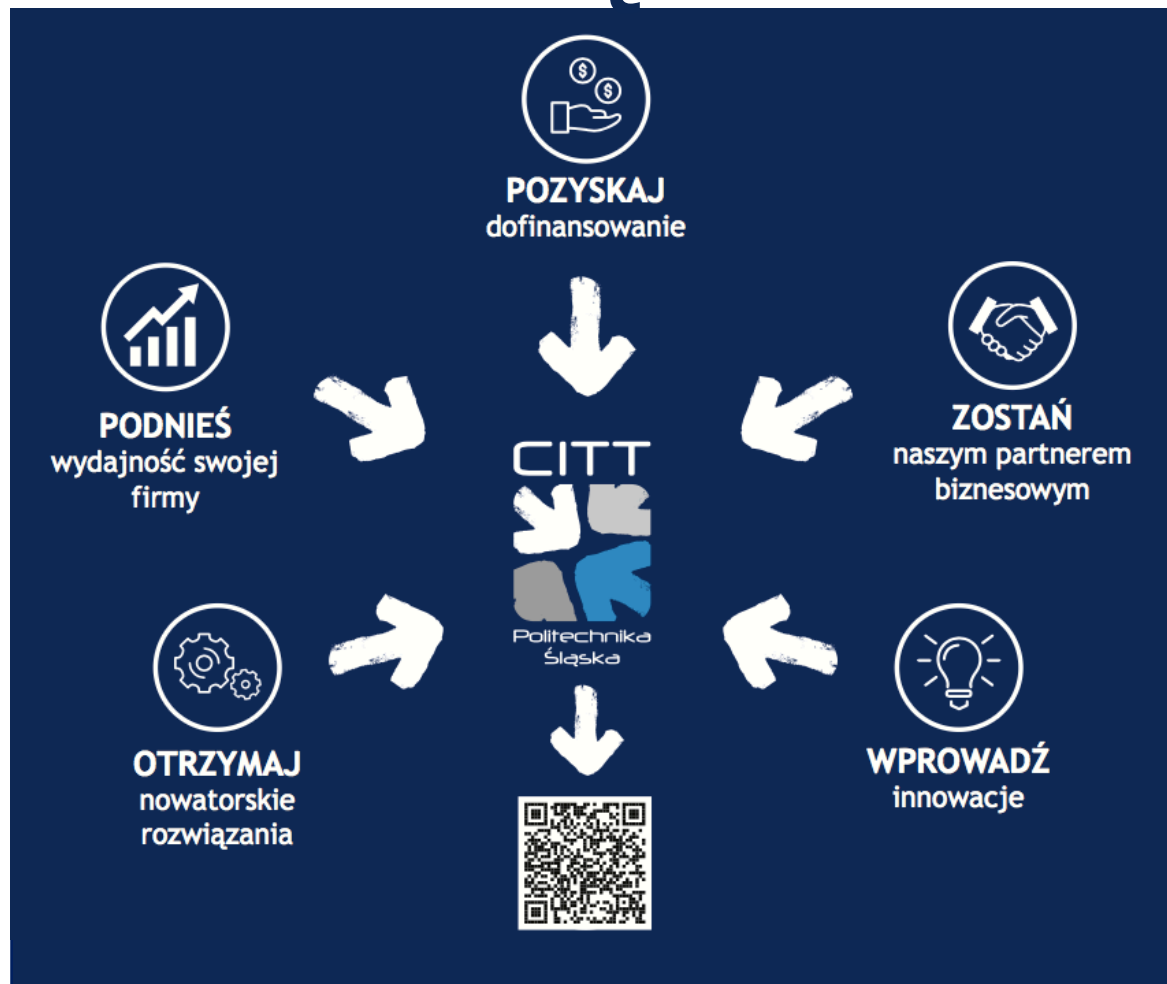 POZYSKAJ
dofinansowanie
PODNIEŚ
wydajność swojej
firmy
ZOSTAŃ
naszym partnerem
biznesowym
CITT
Politechnika
Śląska
OTRZYMAJ
nowatorskie
rozwiązania
WPROWADŹ
innowacje